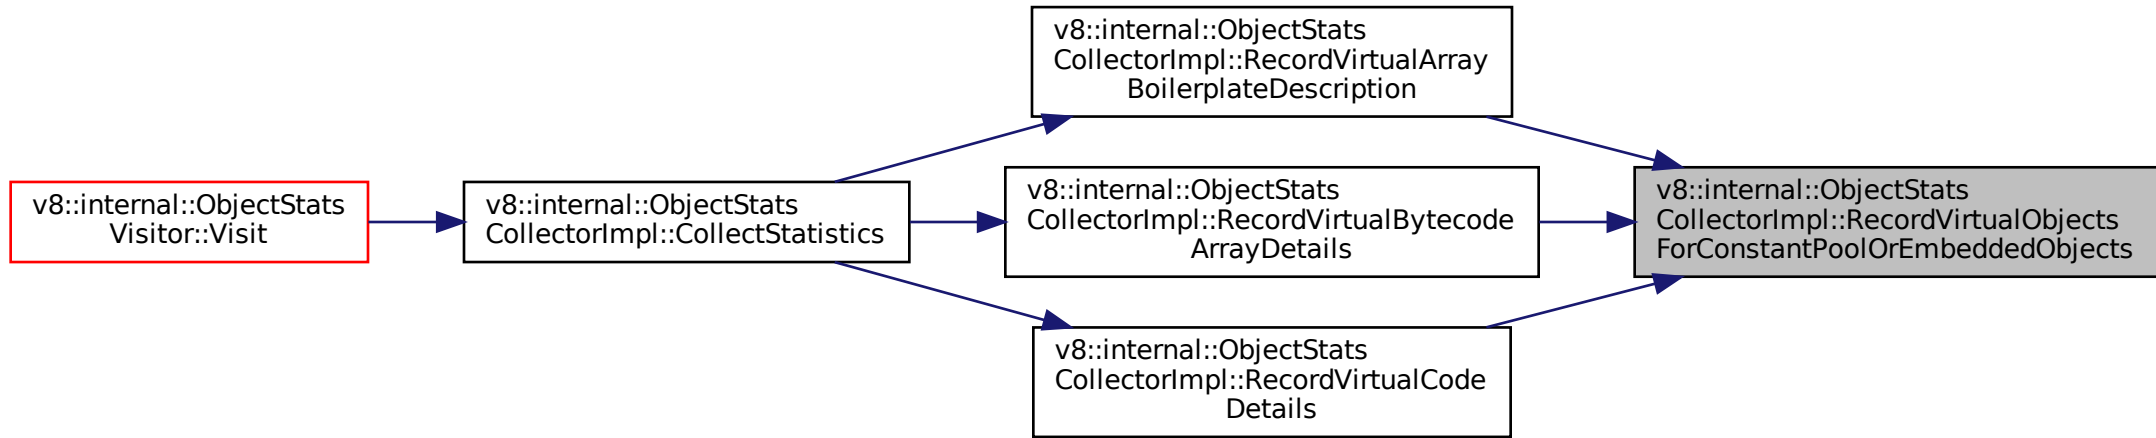 v8::internal::ObjectStats
Visitor::Visit
v8::internal::ObjectStats
CollectorImpl::CollectStatistics
v8::internal::ObjectStats
CollectorImpl::RecordVirtualArray
BoilerplateDescription
v8::internal::ObjectStats
CollectorImpl::RecordVirtualBytecode
ArrayDetails
v8::internal::ObjectStats
CollectorImpl::RecordVirtualCode
Details
v8::internal::ObjectStats
CollectorImpl::RecordVirtualObjects
ForConstantPoolOrEmbeddedObjects